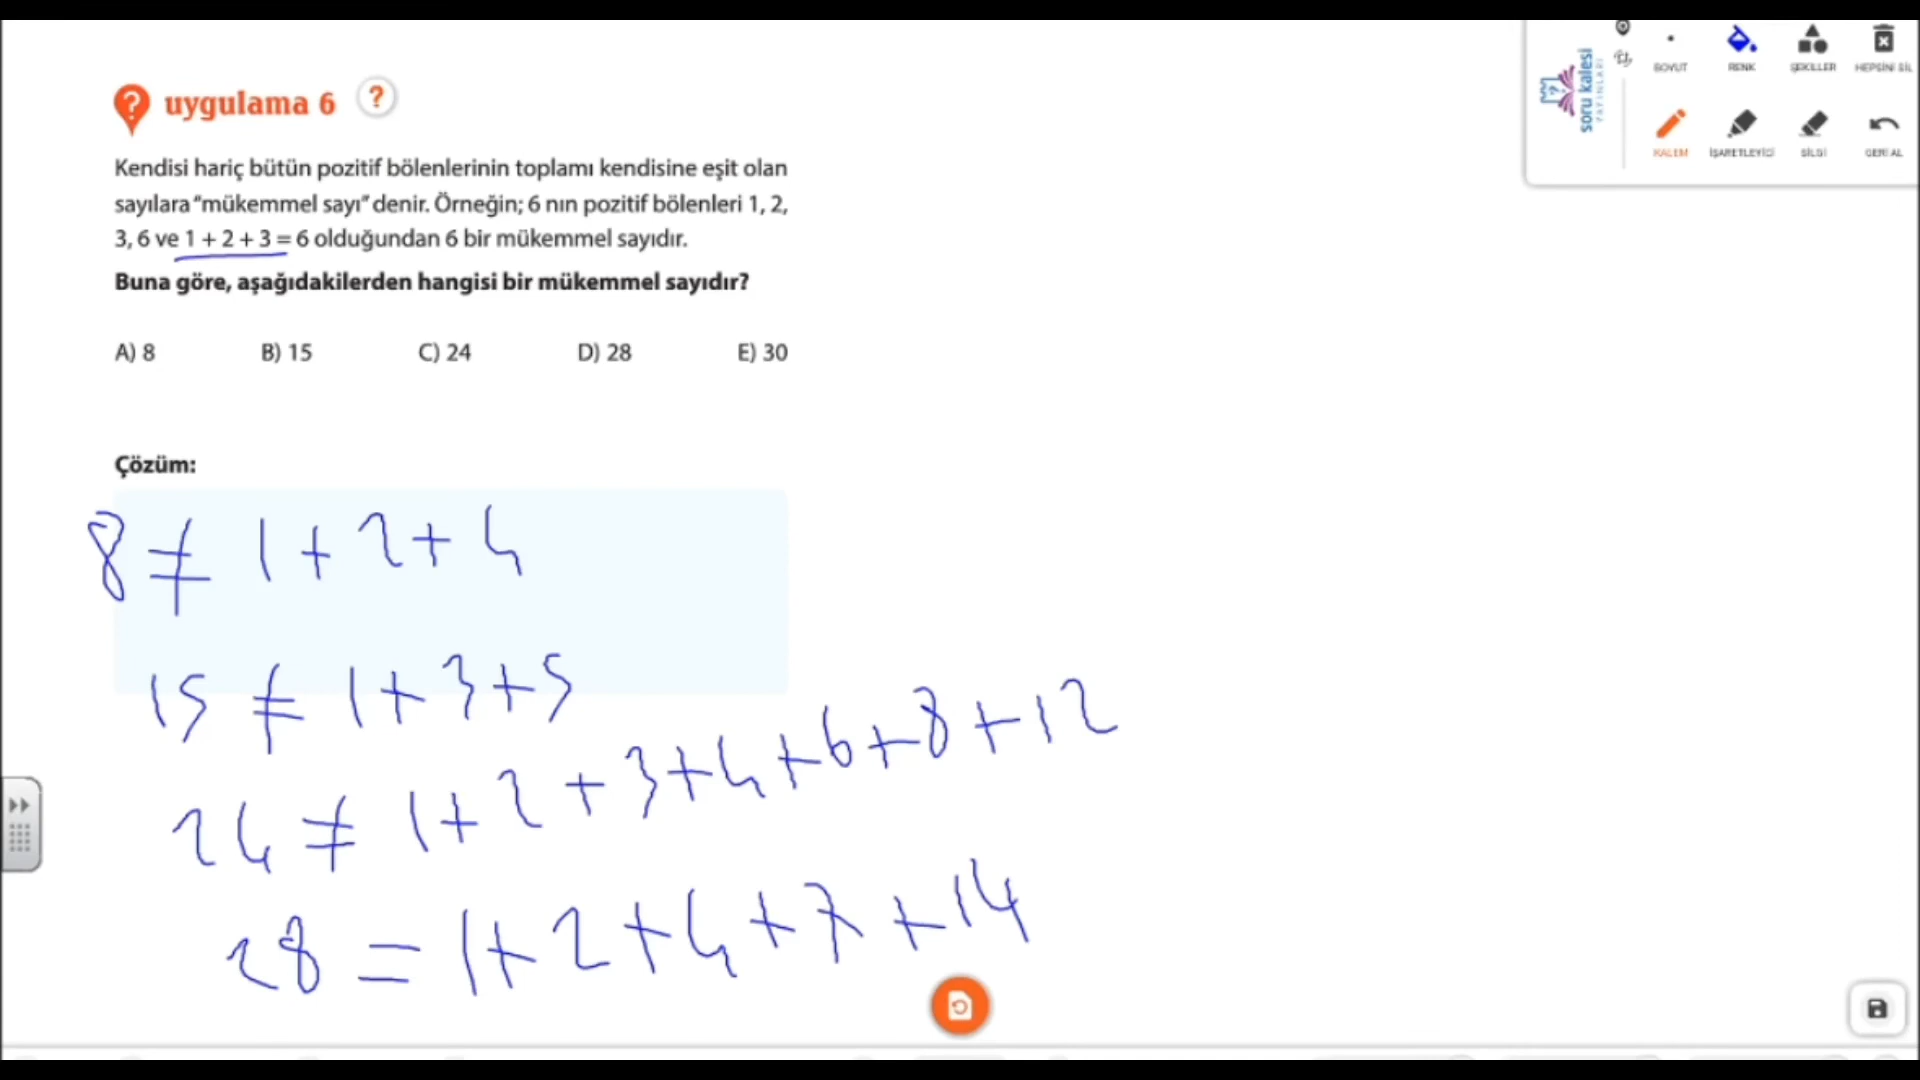 uygulama 6 ?
Kendisi hariç bütün pozitif bölenlerinin toplamı kendisine eşit olan
sayılara "mükemmel sayı" denir. Örneğin; 6 nın pozitif bölenleri 1, 2,
3, 6 ve 1 + 2 + 3 = 6 olduğundan 6 bir mükemmel sayıdır.
Buna göre, aşağıdakilerden hangisi bir mükemmel sayıdır?
A) 8 B) 15 C) 24 D) 28 E) 30
Çözüm:
8 ≠ 1 + 2 + 4
15 ≠ 1 + 3 + 5
24 ≠ 1 + 2 + 3 + 4 + 6 + 8 + 12
28 = 1 + 2 + 4 + 7 + 14
soru kalesi
YAYINLARI
BOYUT RENK ŞEKİLLER HEPSİNİ SİL
KALEM İŞARETLEYİCİ SİLGİ GERİ AL